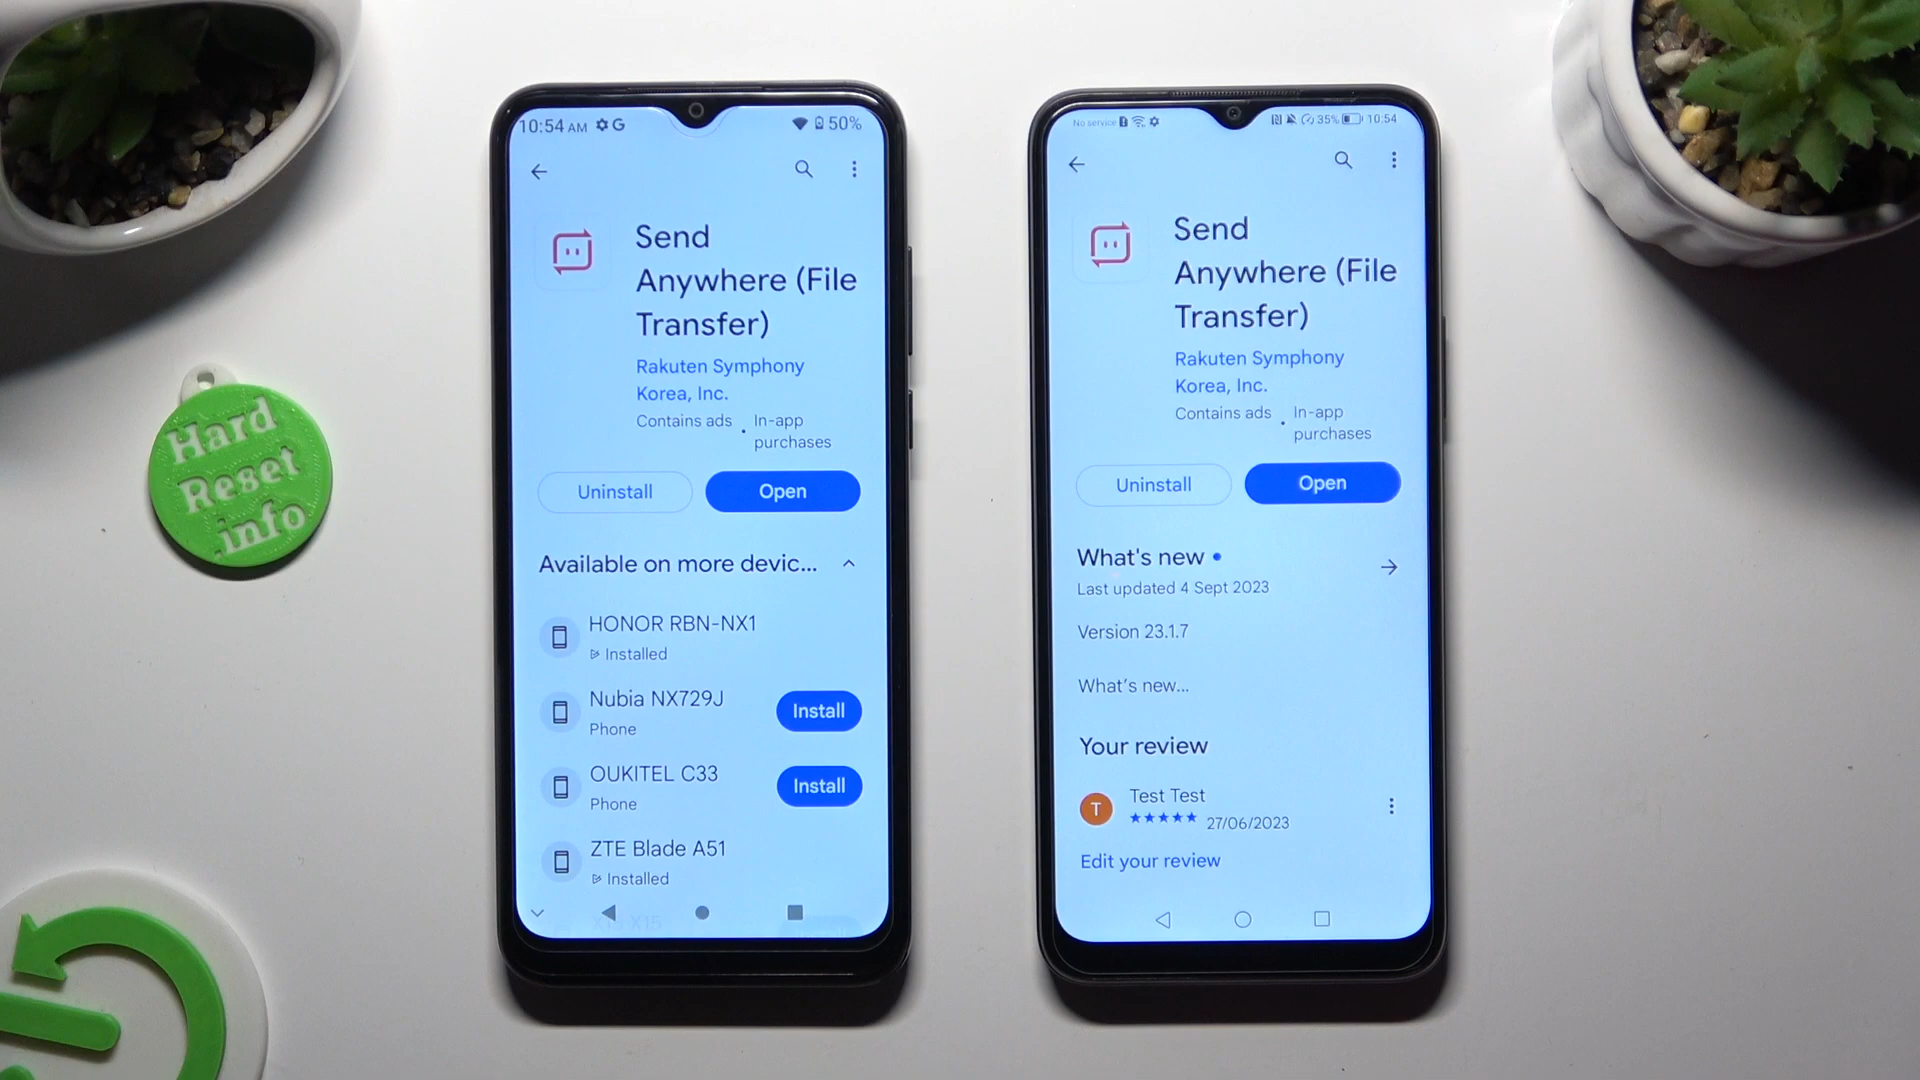 Hard
Reset
.info
10:54 AM G 50%
Send
Anywhere (File
Transfer)
Rakuten Symphony
Korea, Inc.
Contains ads • In-app
purchases
Uninstall
Open
Available on more devic...
HONOR RBN-NX1
Installed
Nubia NX729J
Phone
Install
OUKITEL C33
Phone
Install
ZTE Blade A51
Installed
No service 35% 10:54
Send
Anywhere (File
Transfer)
Rakuten Symphony
Korea, Inc.
Contains ads • In-app
purchases
Uninstall
Open
What's new •
Last updated 4 Sept 2023
Version 23.1.7
What's new...
Your review
T
Test Test
★★★★★ 27/06/2023
Edit your review